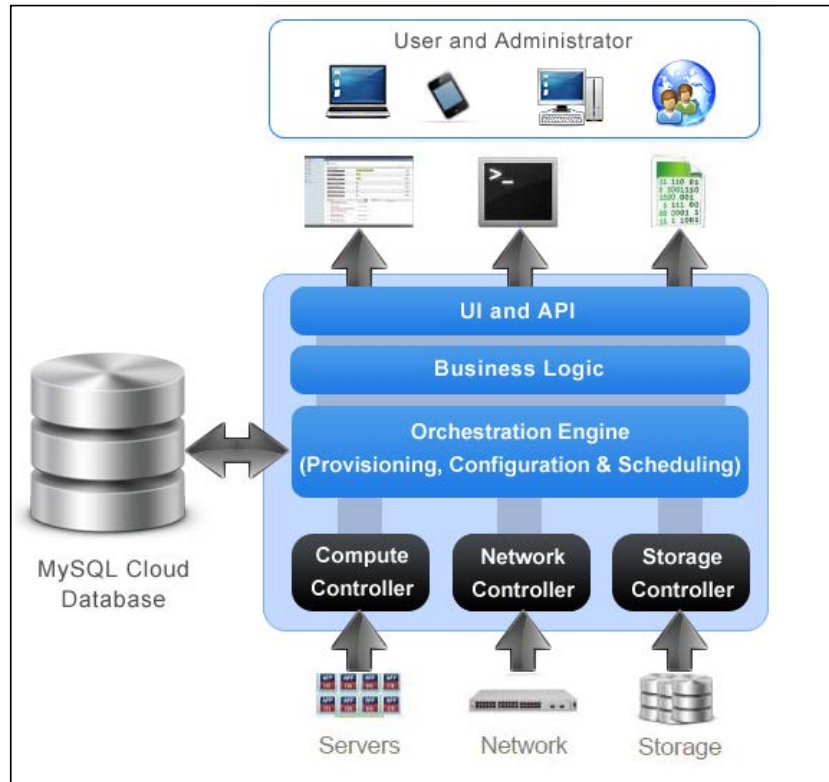 User and Administrator
>_
UI and API
Business Logic
Orchestration Engine
(Provisioning, Configuration & Scheduling)
MySQL Cloud
Database
Compute
Controller
Network
Controller
Storage
Controller
Servers
Network
Storage